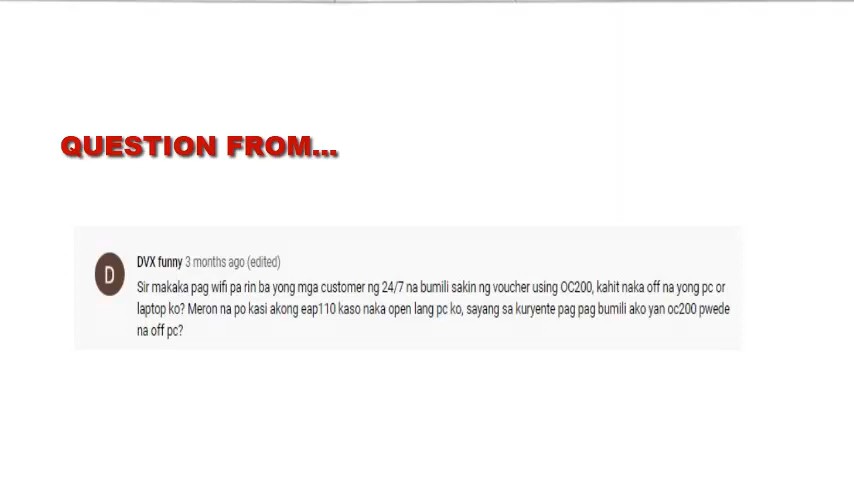 QUESTION FROM...
D
DVX funny 3 months ago (edited)
Sir makaka pag wifi pa rin ba yong mga customer ng 24/7 na bumili sakin ng voucher using OC200, kahit naka off na yong pc or
laptop ko? Meron na po kasi akong eap110 kaso naka open lang pc ko, sayang sa kuryente pag pag bumili ako yan oc200 pwede
na off pc?